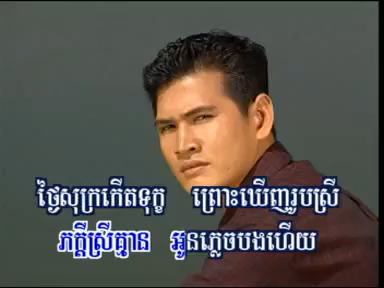 ថ្ងៃសុក្រកើតទុក្ខ ព្រោះឃើញរូបស្រី
ភក្ដីស្រីគ្មាន អូនភ្លេចបងហើយ